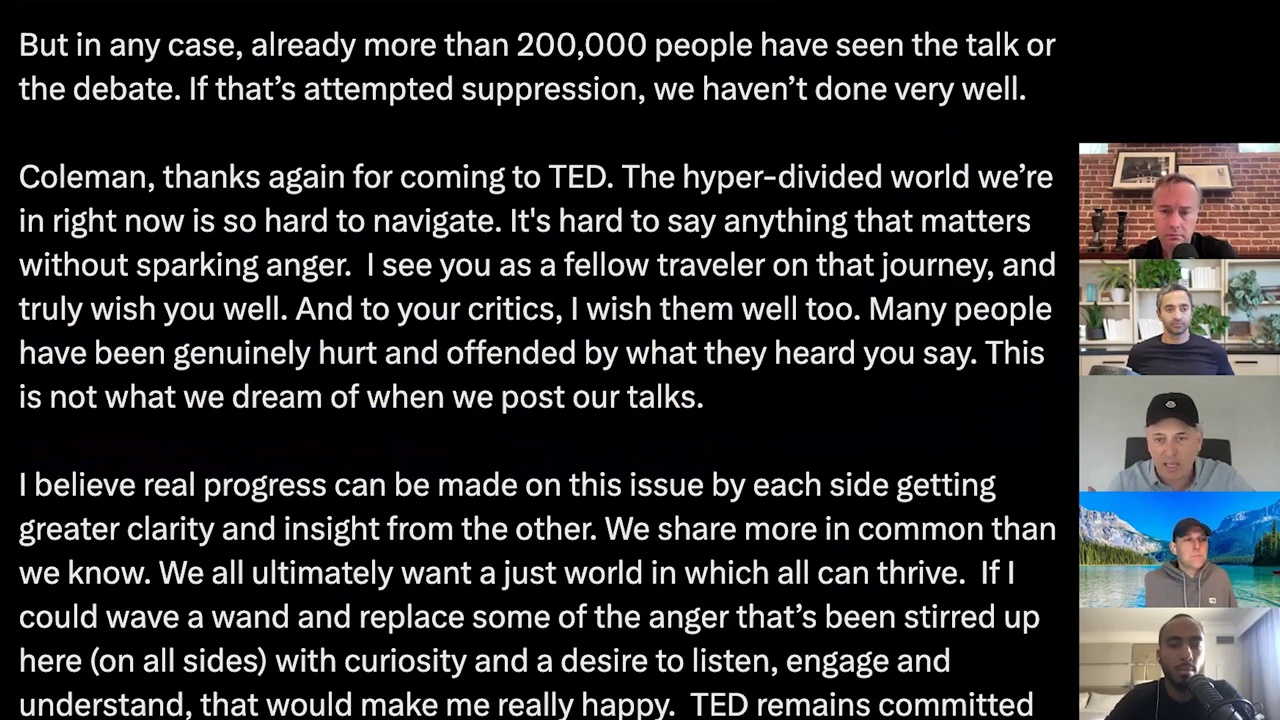 But in any case, already more than 200,000 people have seen the talk or
the debate. If that’s attempted suppression, we haven’t done very well.
Coleman, thanks again for coming to TED. The hyper-divided world we’re
in right now is so hard to navigate. It's hard to say anything that matters
without sparking anger.  I see you as a fellow traveler on that journey, and
truly wish you well. And to your critics, I wish them well too. Many people
have been genuinely hurt and offended by what they heard you say. This
is not what we dream of when we post our talks.
I believe real progress can be made on this issue by each side getting
greater clarity and insight from the other. We share more in common than
we know. We all ultimately want a just world in which all can thrive.  If I
could wave a wand and replace some of the anger that’s been stirred up
here (on all sides) with curiosity and a desire to listen, engage and
understand, that would make me really happy.  TED remains committed